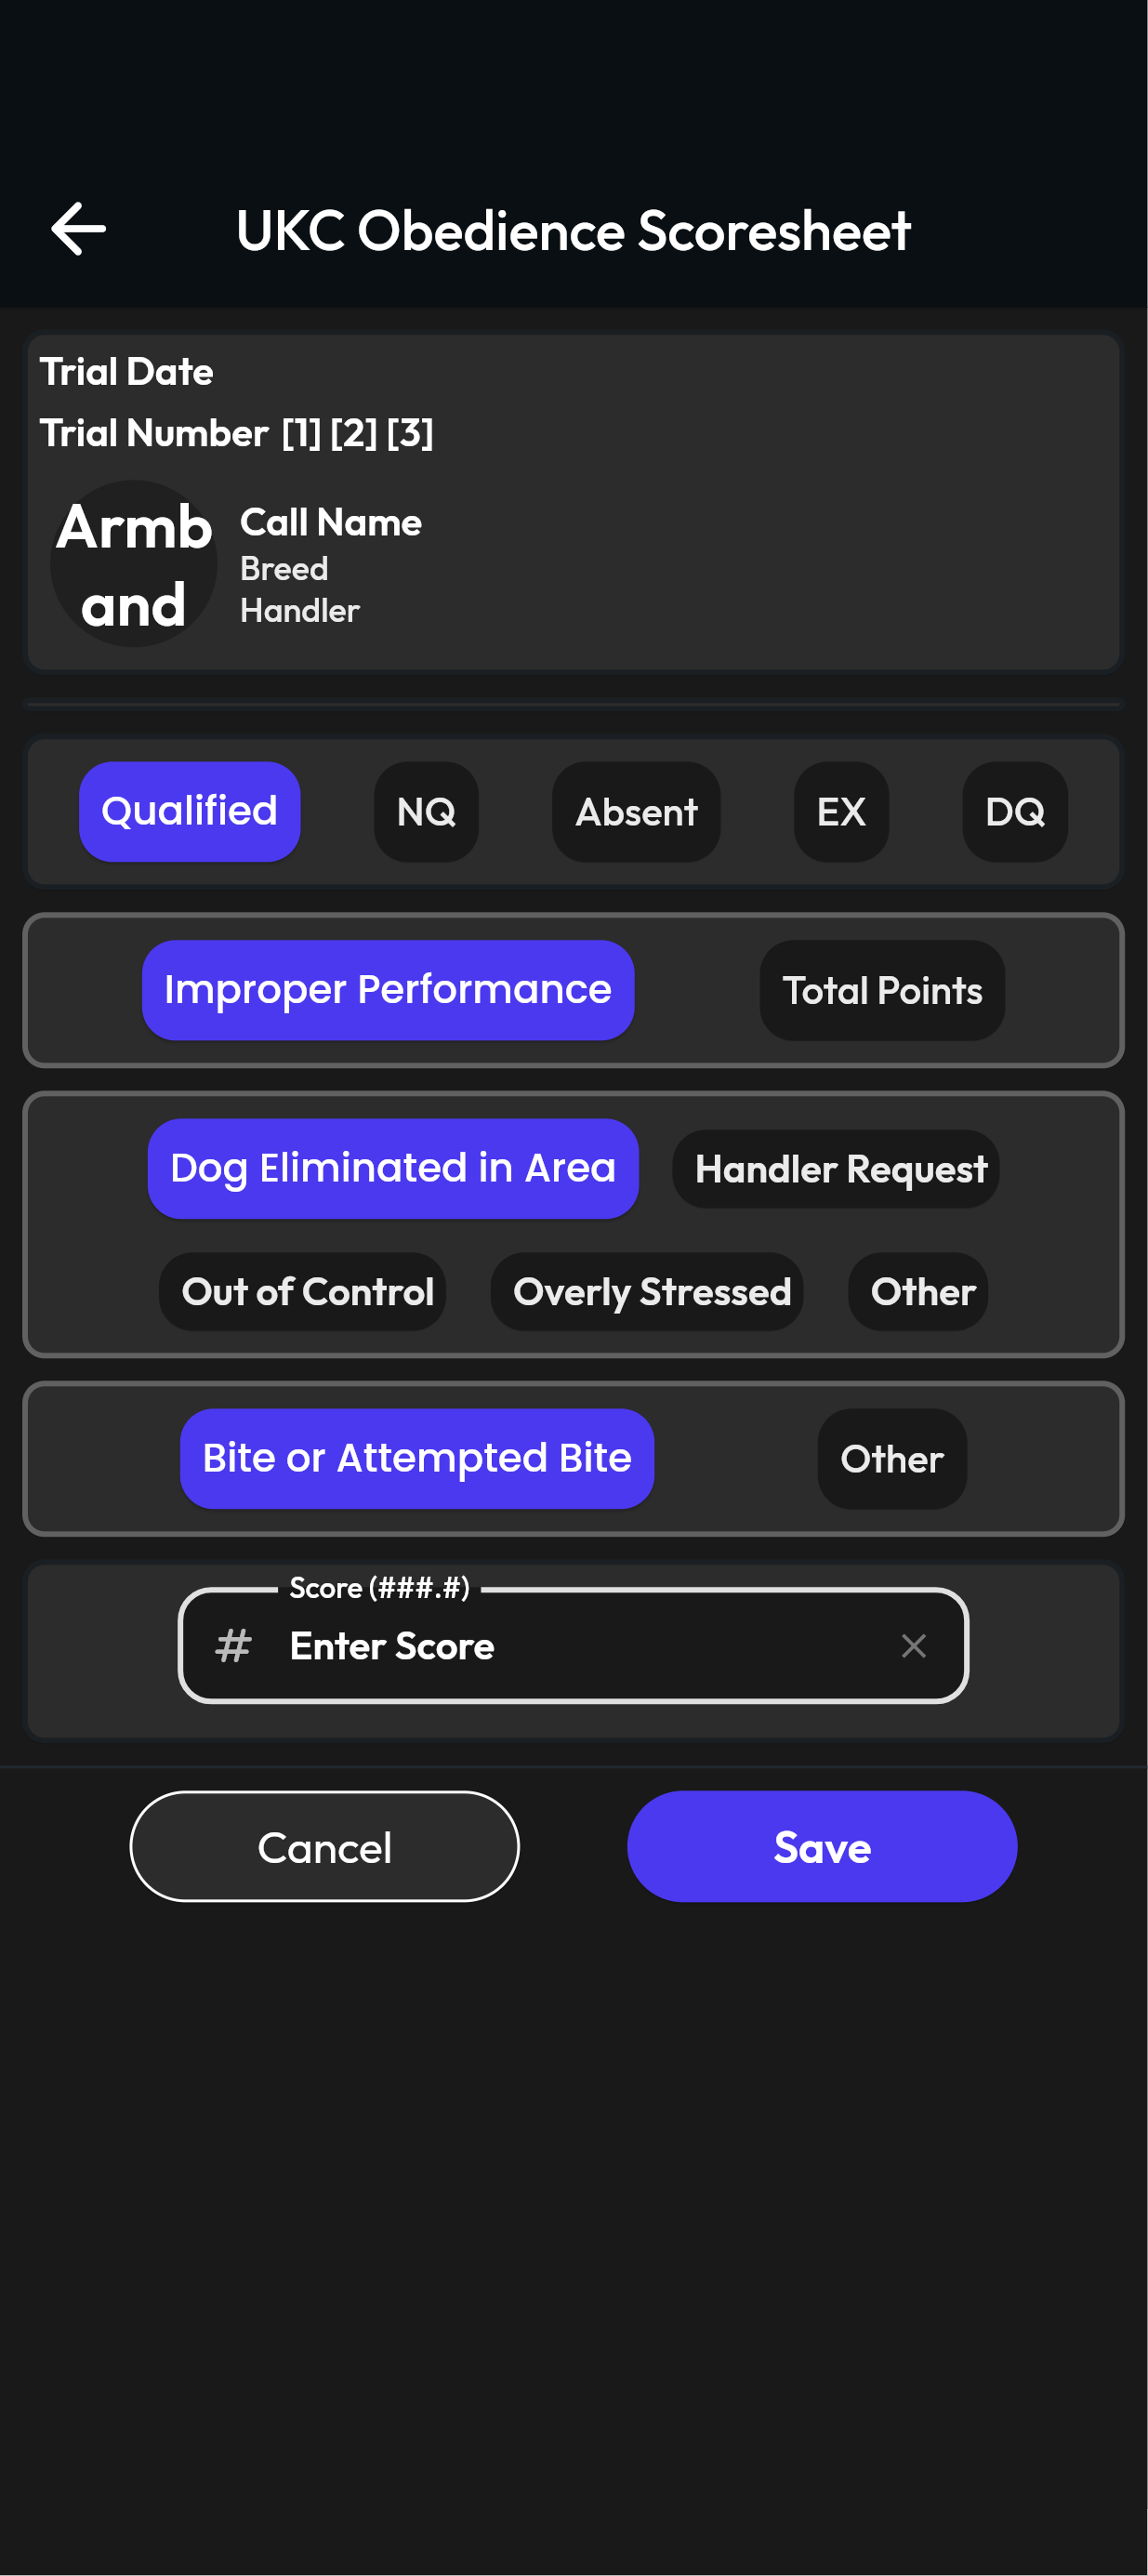 UKC Obedience Scoresheet
Trial Date
Trial Number [1] [2] [3]
Armb
and
Call Name
Breed
Handler
Qualified NQ Absent EX DQ
Improper Performance Total Points
Dog Eliminated in Area Handler Request
Out of Control Overly Stressed Other
Bite or Attempted Bite Other
Score (###.#)
# Enter Score
Cancel Save